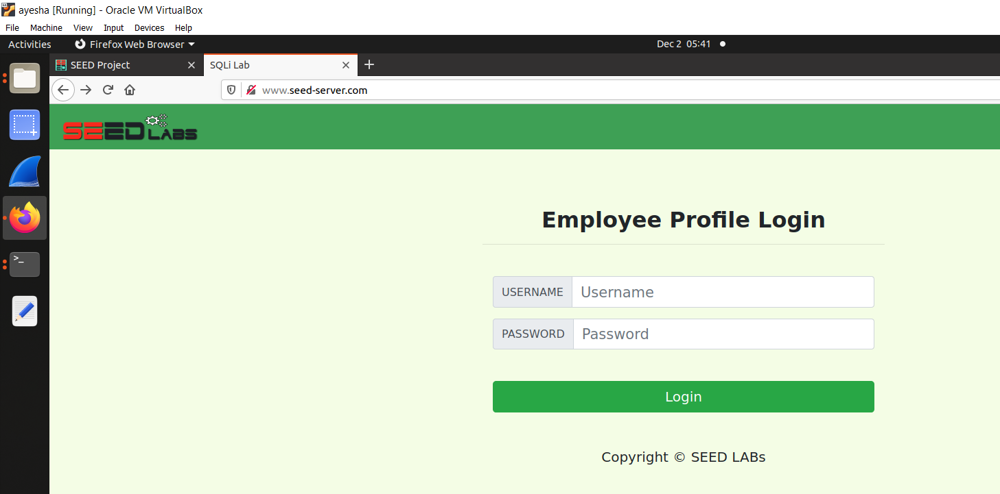 ayesha [Running] - Oracle VM VirtualBox
File Machine View Input Devices Help
Activities Firefox Web Browser Dec 2 05:41
SEED Project SQLi Lab
www.seed-server.com
SEED LABS
Employee Profile Login
USERNAME Username
PASSWORD Password
Login
Copyright © SEED LABs